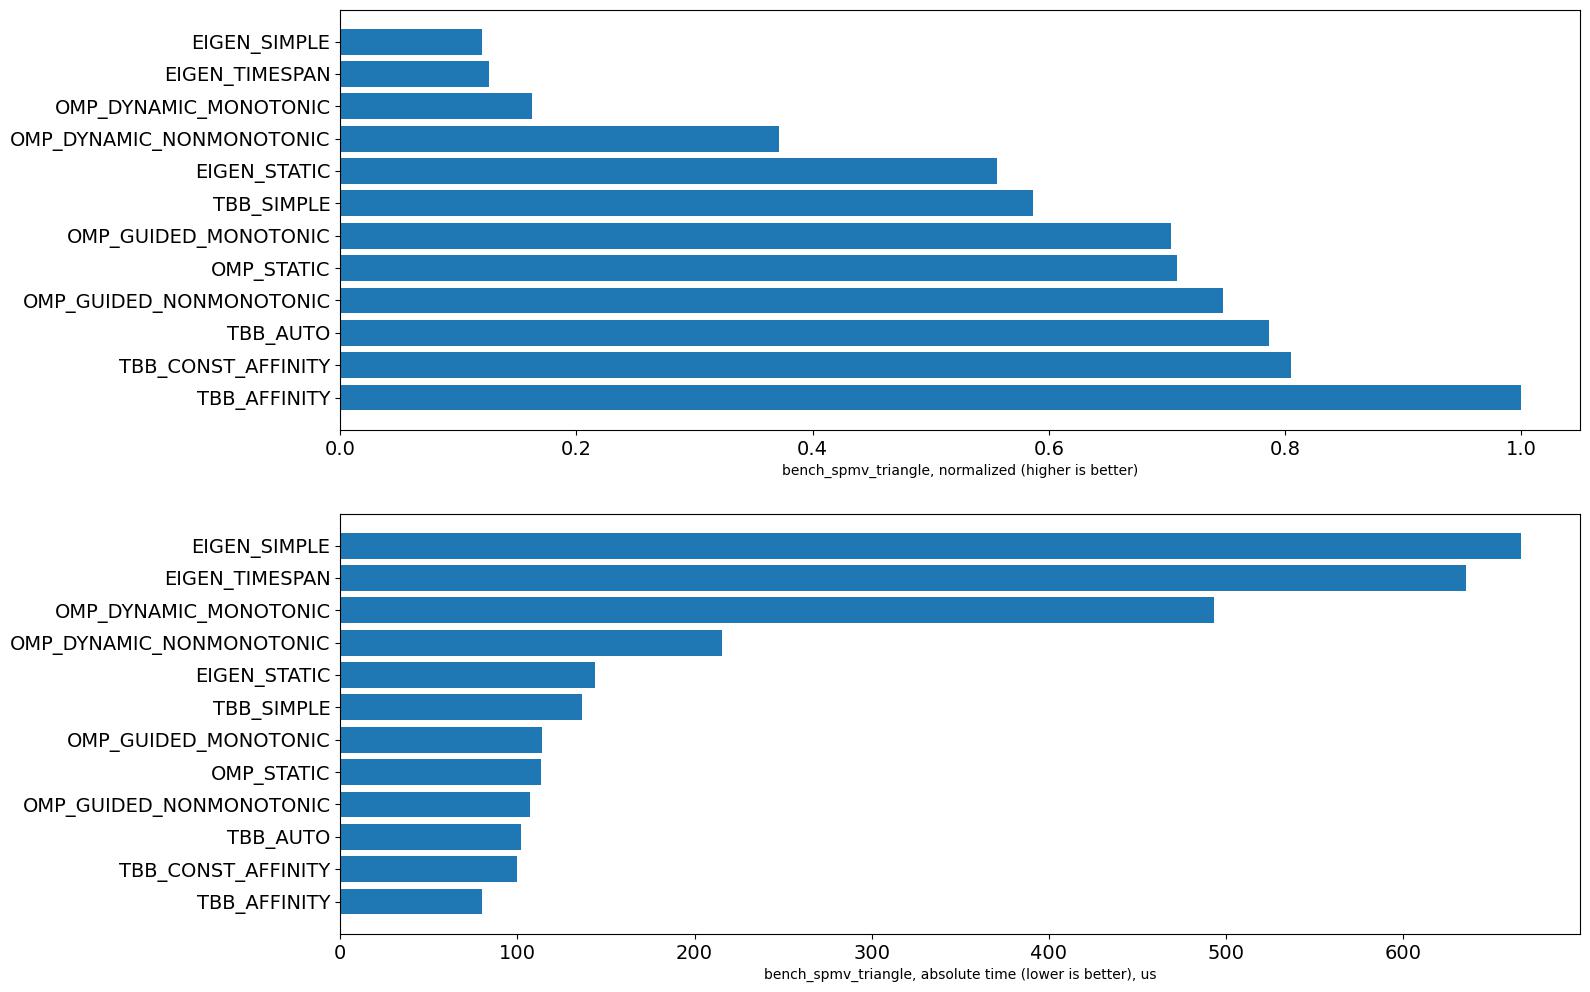 EIGEN_SIMPLE
EIGEN_TIMESPAN
OMP_DYNAMIC_MONOTONIC
OMP_DYNAMIC_NONMONOTONIC
EIGEN_STATIC
TBB_SIMPLE
OMP_GUIDED_MONOTONIC
OMP_STATIC
OMP_GUIDED_NONMONOTONIC
TBB_AUTO
TBB_CONST_AFFINITY
TBB_AFFINITY
0.0 0.2 0.4 0.6 0.8 1.0
bench_spmv_triangle, normalized (higher is better)
EIGEN_SIMPLE
EIGEN_TIMESPAN
OMP_DYNAMIC_MONOTONIC
OMP_DYNAMIC_NONMONOTONIC
EIGEN_STATIC
TBB_SIMPLE
OMP_GUIDED_MONOTONIC
OMP_STATIC
OMP_GUIDED_NONMONOTONIC
TBB_AUTO
TBB_CONST_AFFINITY
TBB_AFFINITY
0 100 200 300 400 500 600
bench_spmv_triangle, absolute time (lower is better), us